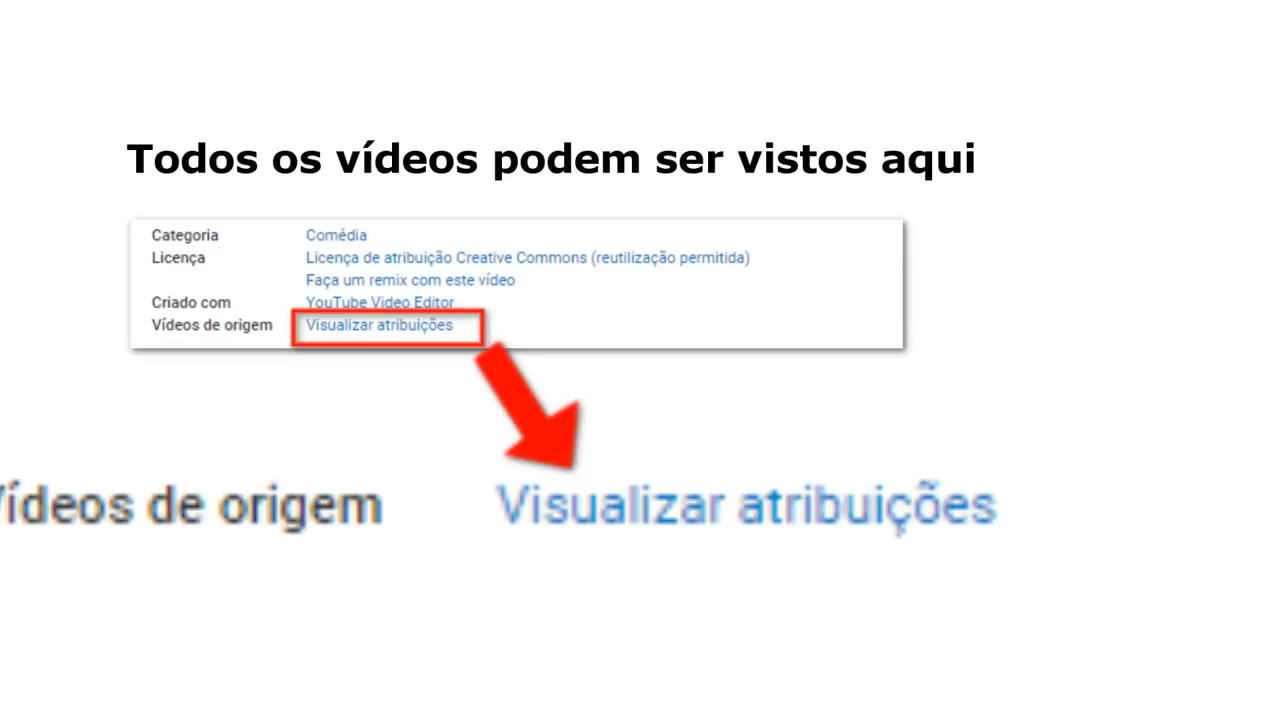 Todos os vídeos podem ser vistos aqui
Categoria Comédia
Licença Licença de atribuição Creative Commons (reutilização permitida)
Faça um remix com este vídeo
Criado com YouTube Video Editor
Vídeos de origem Visualizar atribuições
Vídeos de origem Visualizar atribuições